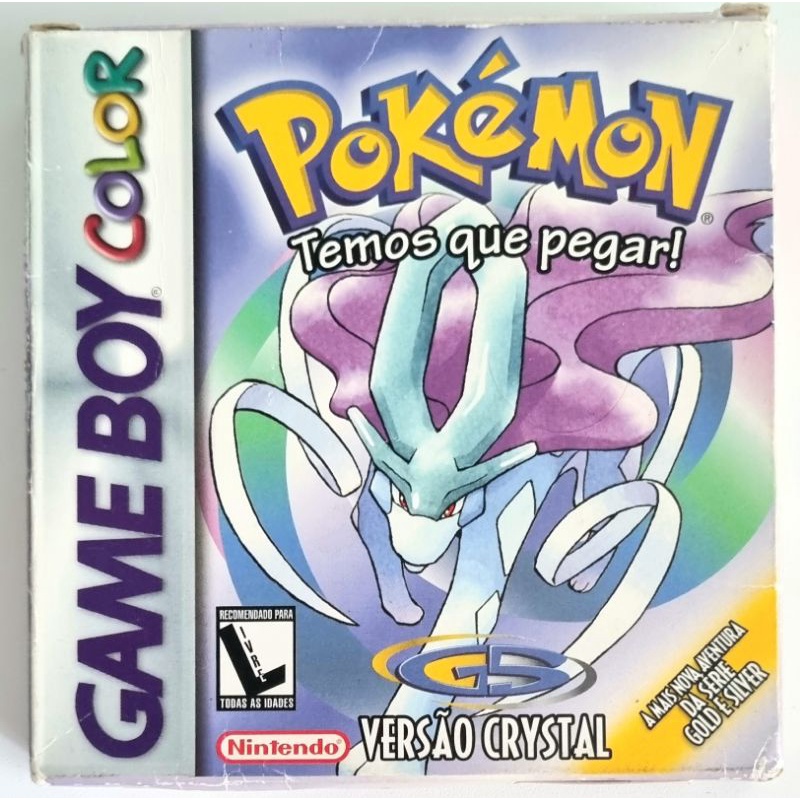 GAME BOY COLOR
POKéMON
Temos que pegar!
RECOMENDADO PARA
L
LIVRE
TODAS AS IDADES
GS
A MAIS NOVA AVENTURA
DA SÉRIE
GOLD E SILVER
Nintendo
VERSÃO CRYSTAL